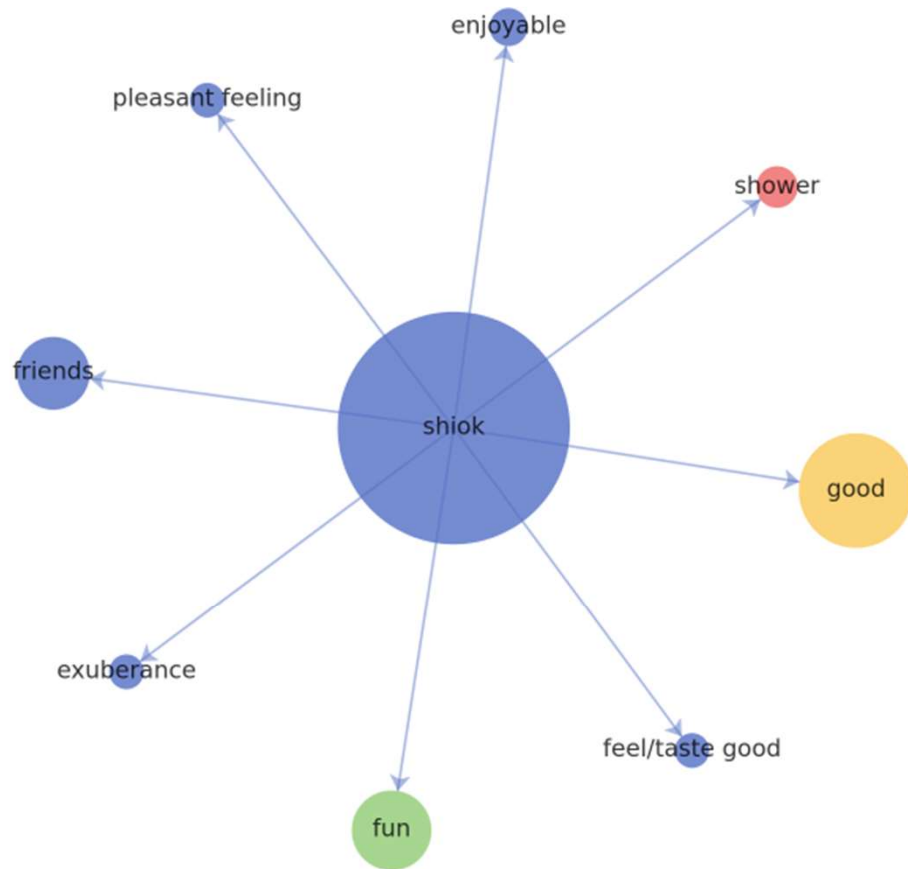 enjoyable
pleasant feeling
shower
friends
shiok
good
exuberance
feel/taste good
fun